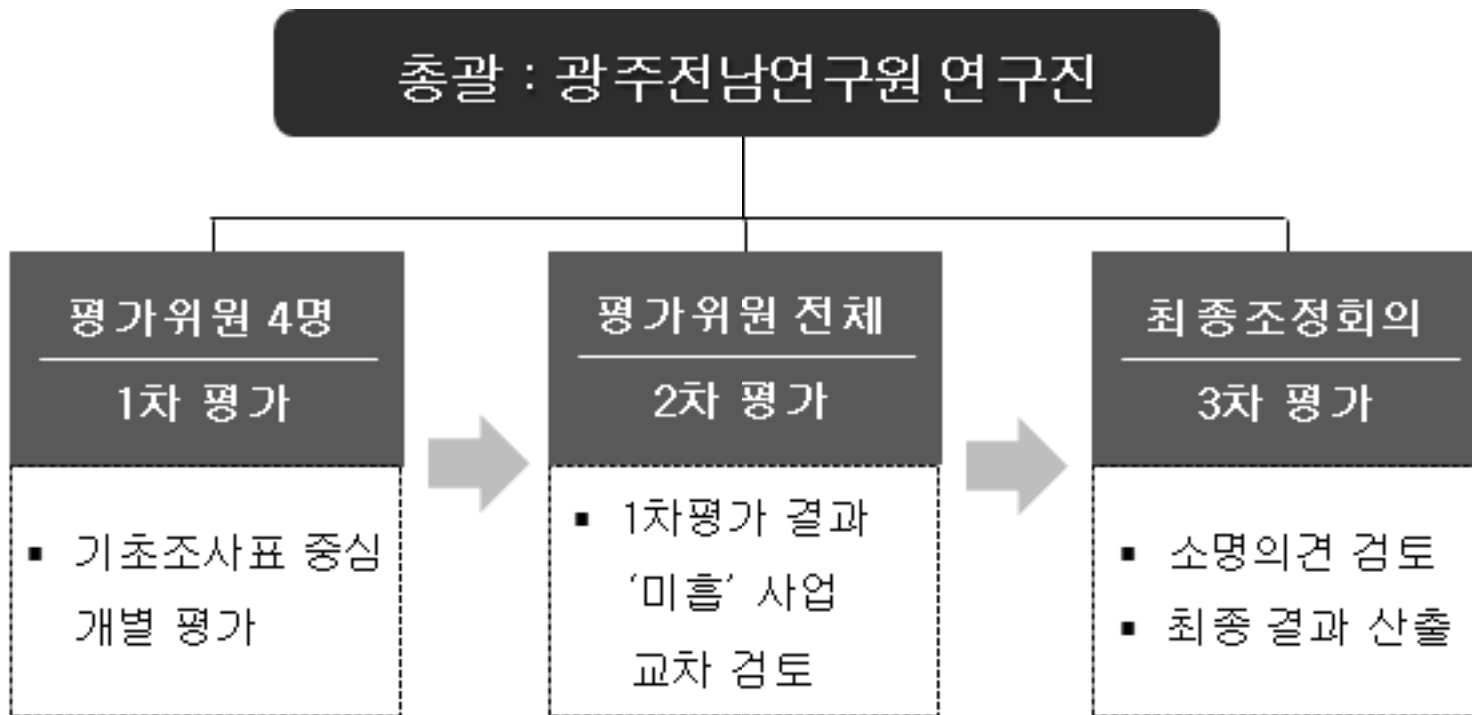 총괄 : 광주전남연구원 연구진
평가위원 4명
1차 평가
▪ 기초조사표 중심
개별 평가
평가위원 전체
2차 평가
▪ 1차평가 결과
‘미흡’ 사업
교차 검토
최종조정회의
3차 평가
▪ 소명의견 검토
▪ 최종 결과 산출